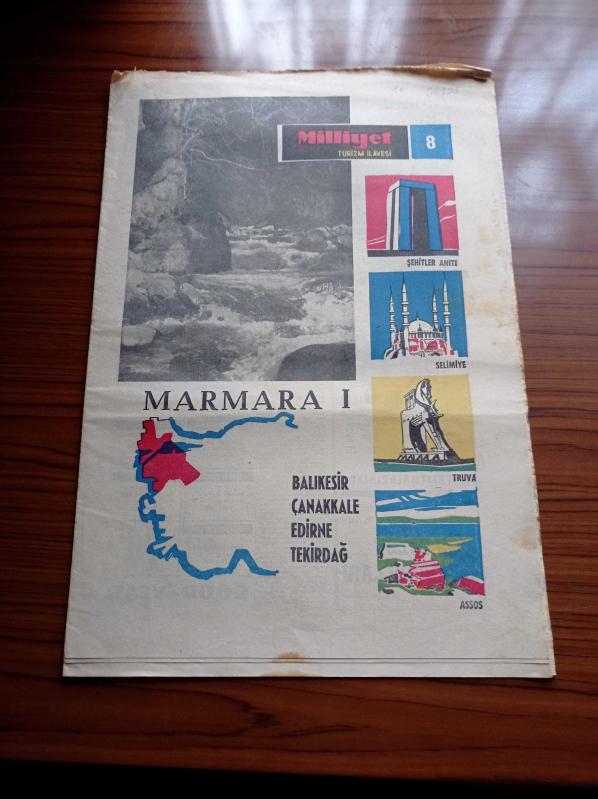 Milliyet
TURİZM İLAVESİ
8
ŞEHİTLER ANITI
SELİMİYE
TRUVA
ASSOS
MARMARA I
BALIKESİR
ÇANAKKALE
EDİRNE
TEKİRDAĞ